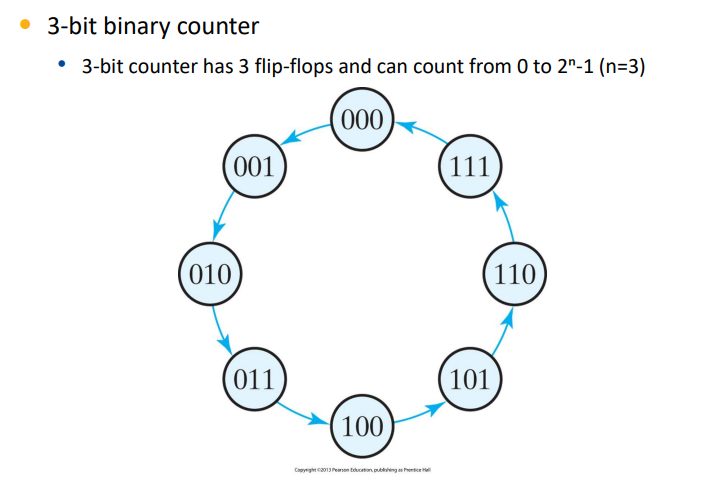 3-bit binary counter
3-bit counter has 3 flip-flops and can count from 0 to 2ⁿ-1 (n=3)
000
001
111
010
110
011
101
100
Copyright ©2013 Pearson Education, publishing as Prentice Hall